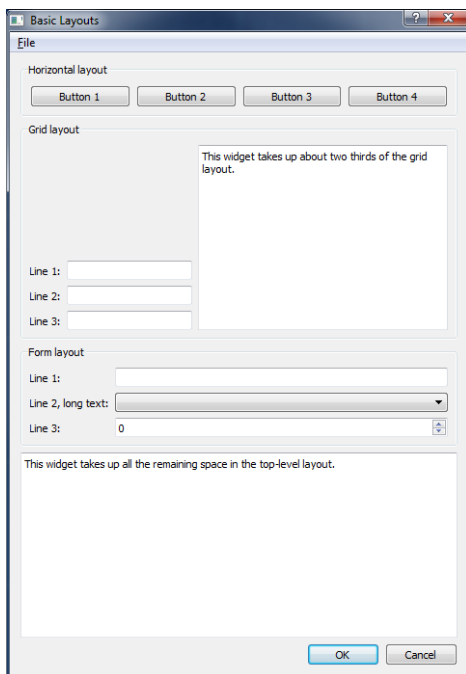 Basic Layouts
File
Horizontal layout
Button 1 Button 2 Button 3 Button 4
Grid layout
This widget takes up about two thirds of the grid
layout.
Line 1:
Line 2:
Line 3:
Form layout
Line 1:
Line 2, long text:
Line 3: 0
This widget takes up all the remaining space in the top-level layout.
OK Cancel